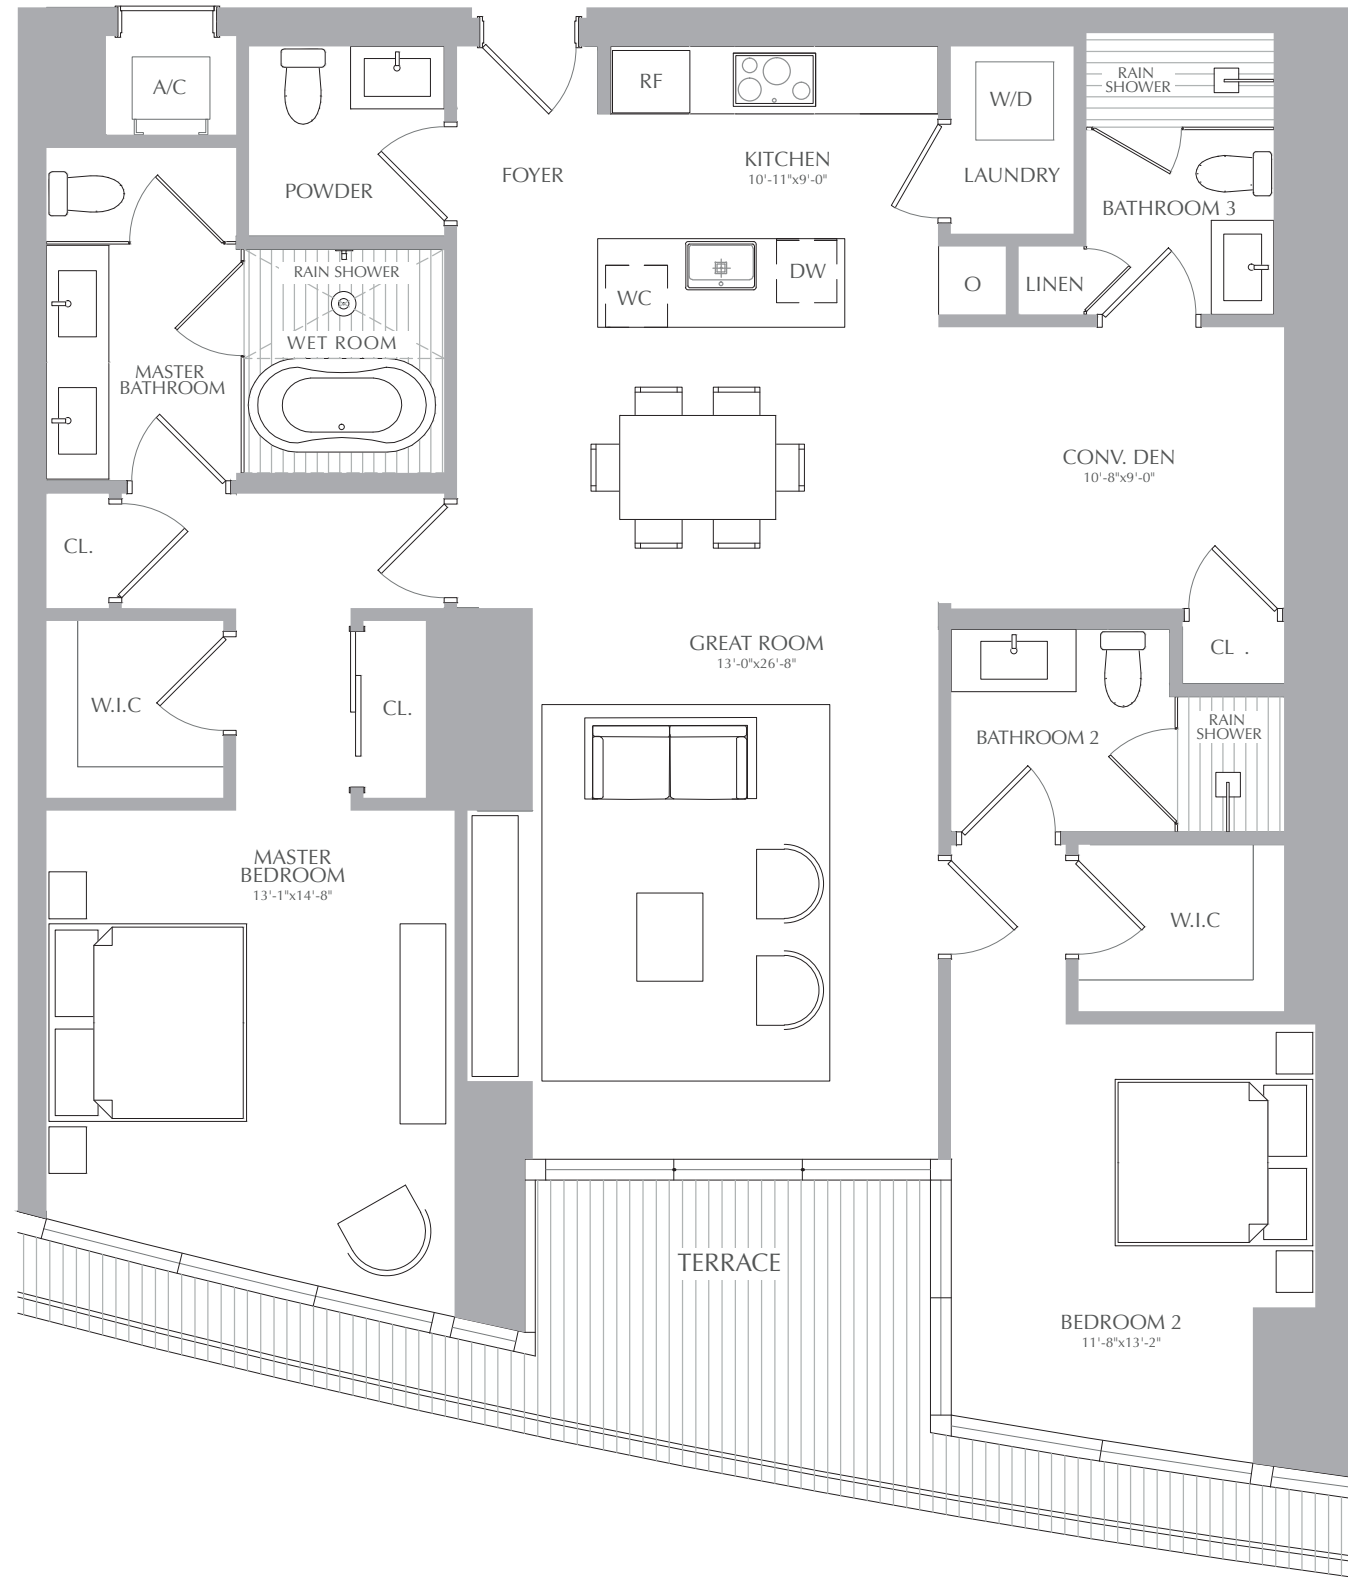 A/C
RF
W/D
RAIN
SHOWER
POWDER
FOYER
KITCHEN
10'-11"x9'-0"
LAUNDRY
BATHROOM 3
RAIN SHOWER
WC
DW
O
LINEN
WET ROOM
MASTER
BATHROOM
CONV. DEN
10'-8"x9'-0"
CL.
GREAT ROOM
13'-0"x26'-8"
CL .
W.I.C
CL.
BATHROOM 2
RAIN
SHOWER
MASTER
BEDROOM
13'-1"x14'-8"
W.I.C
TERRACE
BEDROOM 2
11'-8"x13'-2"